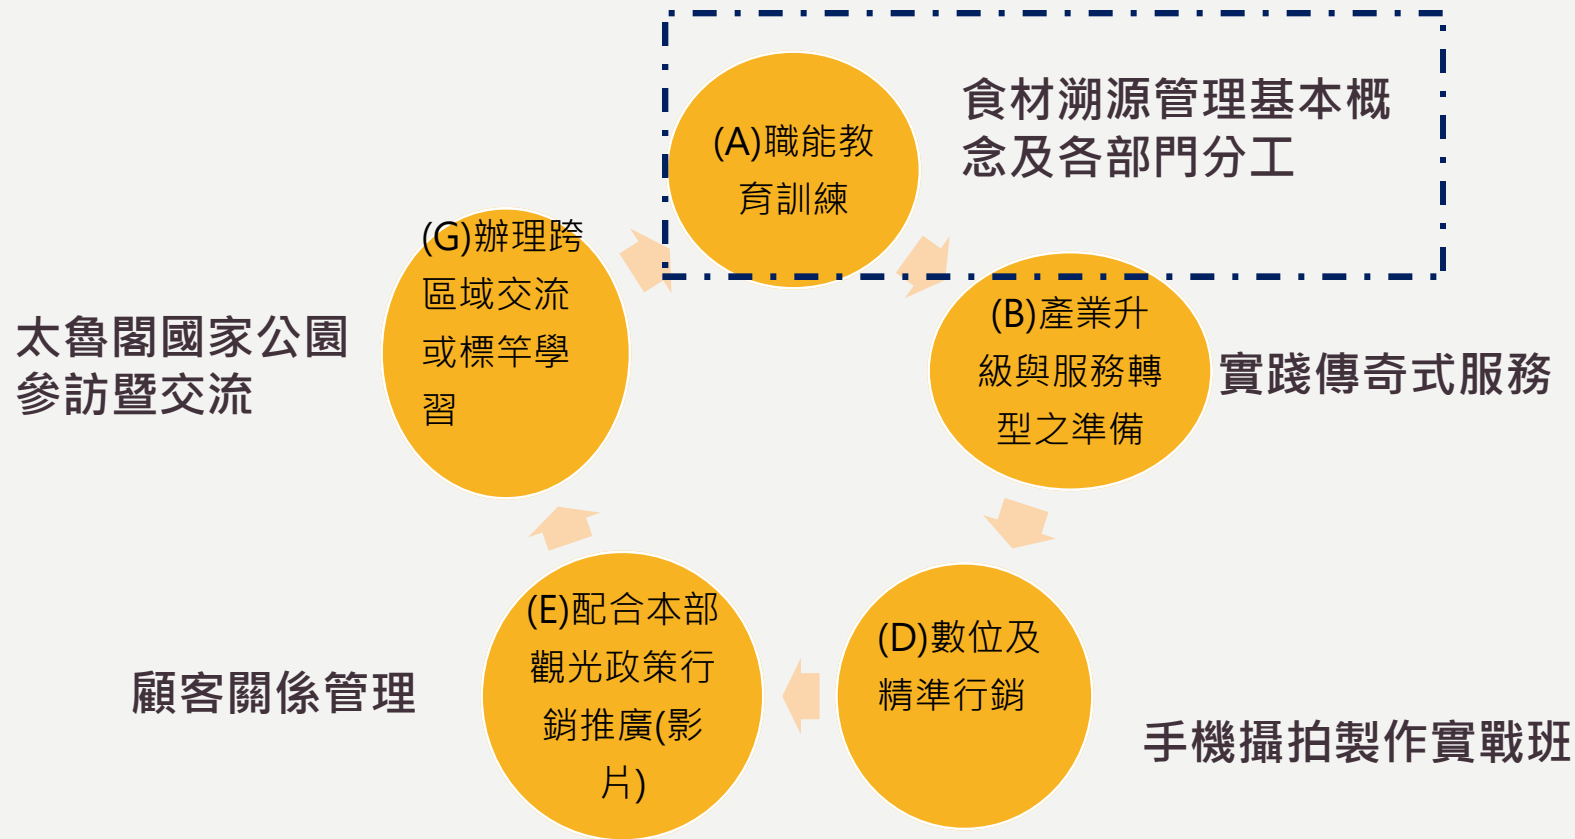 (A)職能教
育訓練
食材溯源管理基本概
念及各部門分工
(B)產業升
級與服務轉
型之準備
實踐傳奇式服務
(D)數位及
精準行銷
手機攝拍製作實戰班
(E)配合本部
觀光政策行
銷推廣(影
片)
顧客關係管理
(G)辦理跨
區域交流
或標竿學
習
太魯閣國家公園
參訪暨交流